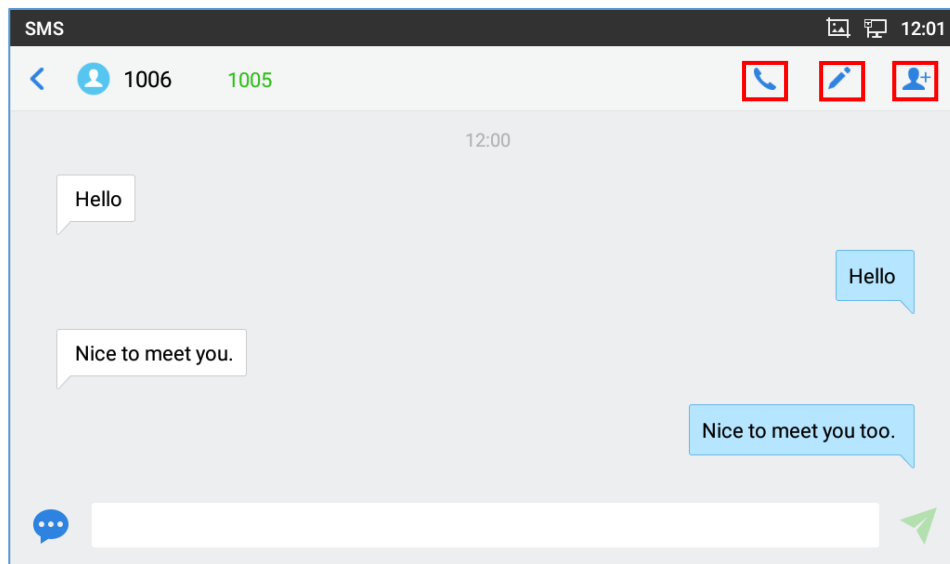 SMS 12:01
1006 1005
12:00
Hello
Hello
Nice to meet you.
Nice to meet you too.